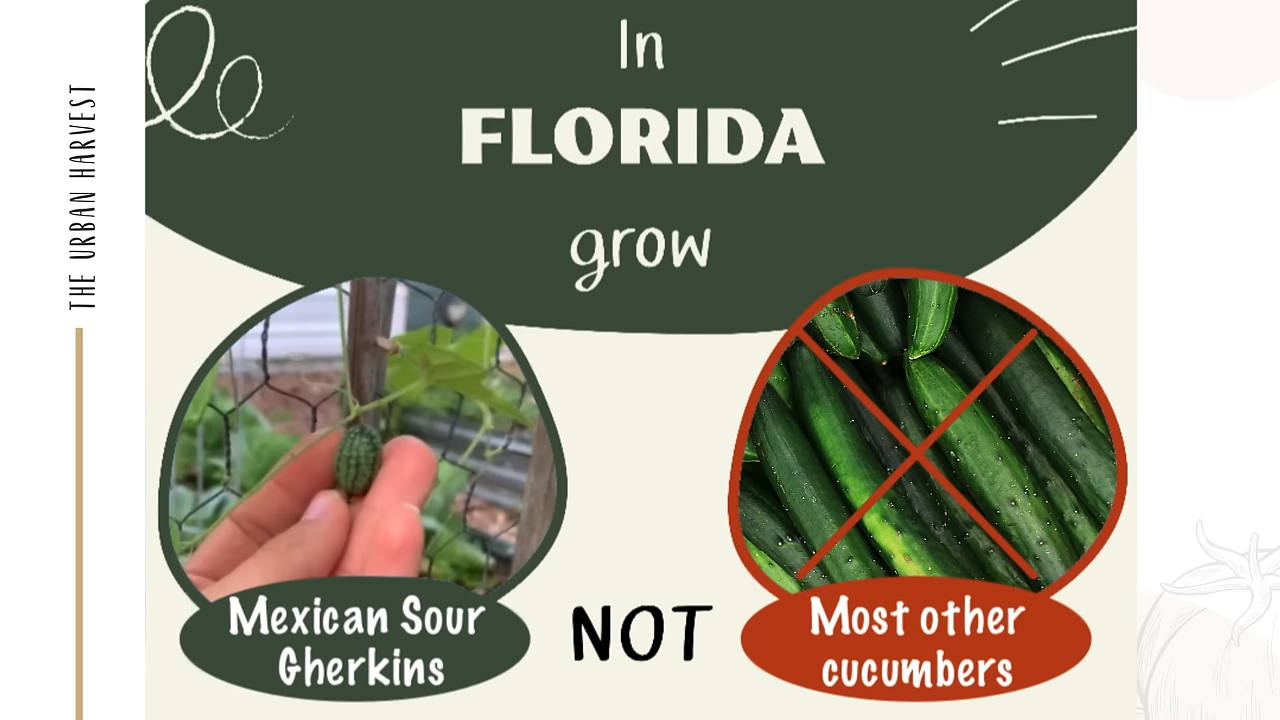 THE URBAN HARVEST
In
FLORIDA
grow
Mexican Sour
Gherkins
NOT
Most other
cucumbers